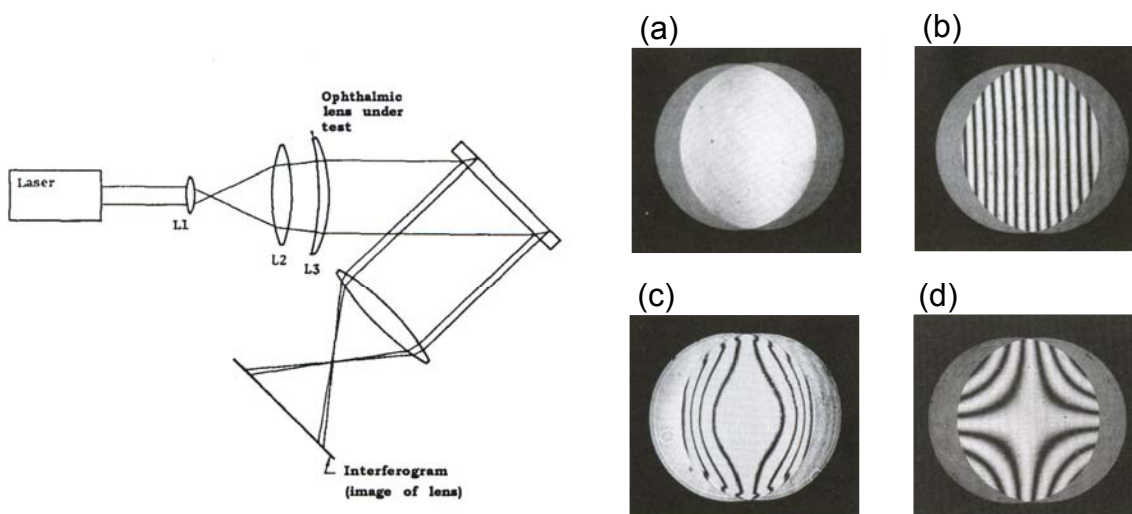 Ophthalmic
lens under
test
Laser
L1
L2
L3
Interferogram
(image of lens)
(a)
(b)
(c)
(d)